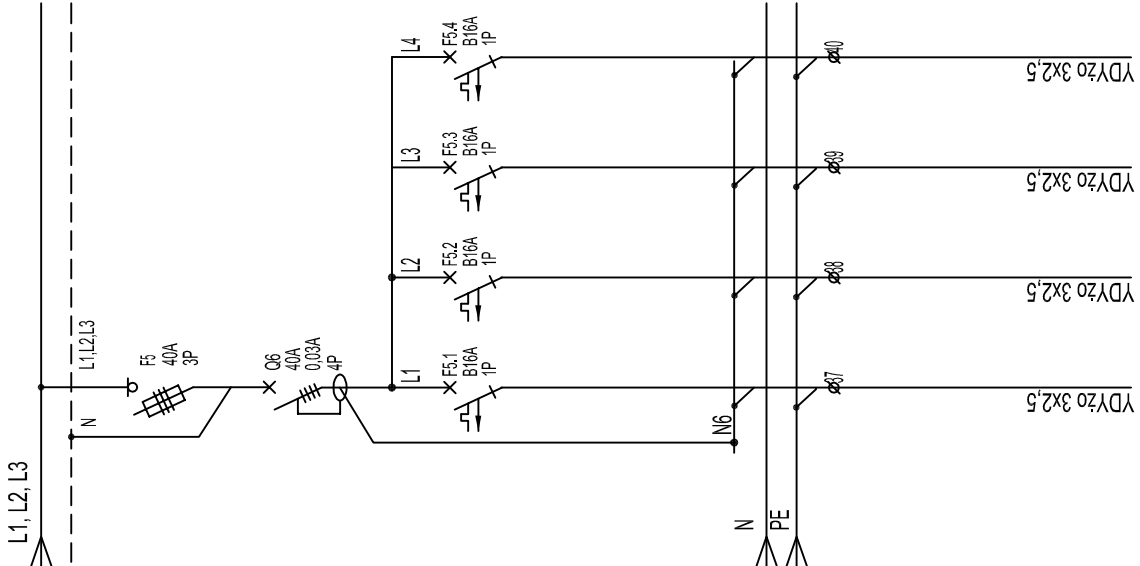 L1, L2, L3
L1,L2,L3
N
F5
40A
3P
Q6
40A
0,03A
4P
L4
F5.4
B16A
1P
L3
F5.3
B16A
1P
L2
F5.2
B16A
1P
L1
F5.1
B16A
1P
N6
N
PE
40
YDYżo 3x2,5
39
YDYżo 3x2,5
38
YDYżo 3x2,5
37
YDYżo 3x2,5